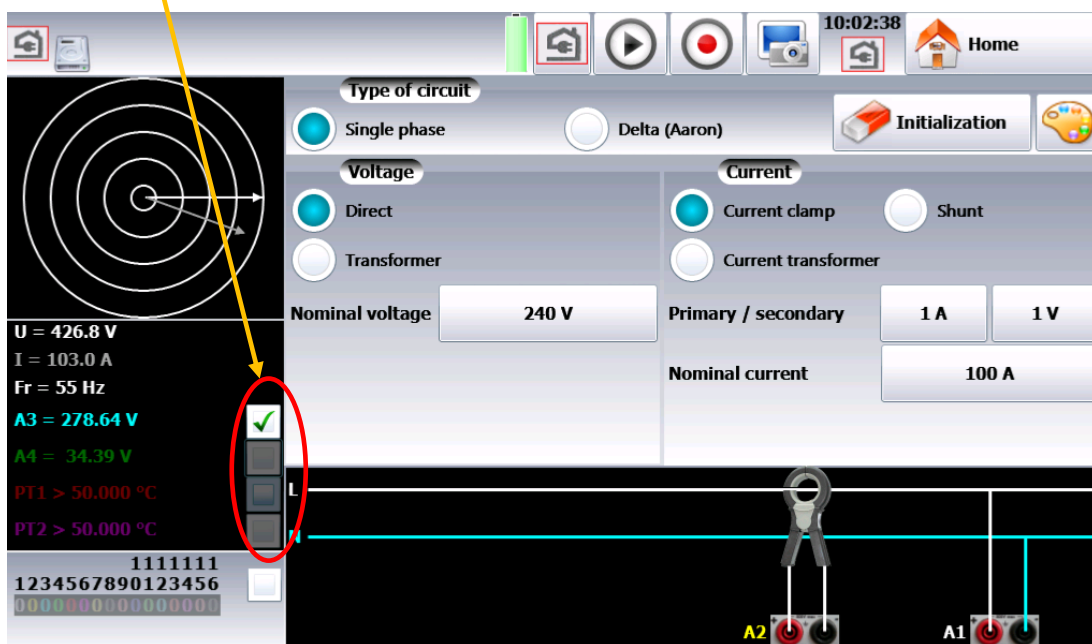 10:02:38
Home
Type of circuit
Single phase
Delta (Aaron)
Initialization
Voltage
Direct
Transformer
Nominal voltage
240 V
Current
Current clamp
Shunt
Current transformer
Primary / secondary
1 A
1 V
Nominal current
100 A
U = 426.8 V
I = 103.0 A
Fr = 55 Hz
A3 = 278.64 V
A4 = 34.39 V
PT1 > 50.000 °C
PT2 > 50.000 °C
1111111
1234567890123456
0000000000000000
L
N
A2
A1